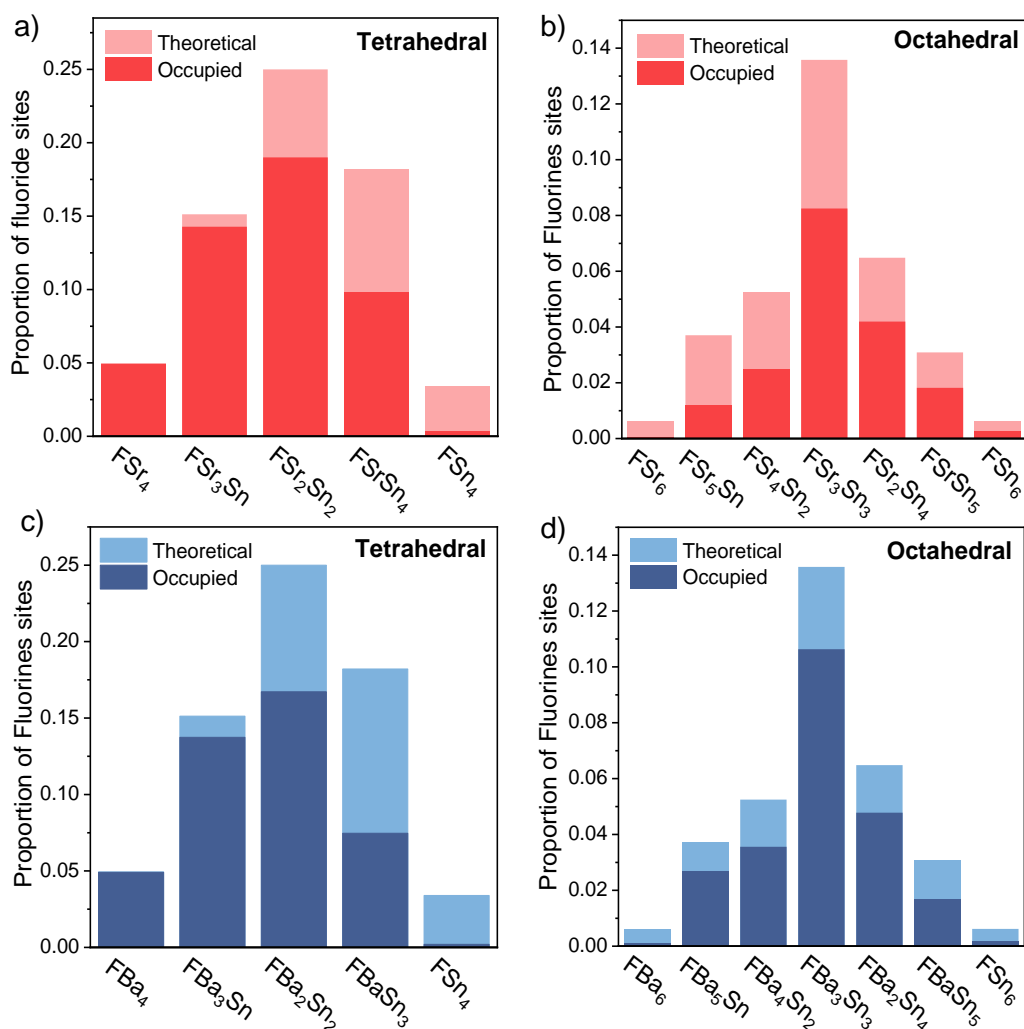 a)
Theoretical
Occupied
Tetrahedral
0.25
0.20
0.15
0.10
0.05
0.00
Proportion of fluoride sites
FSr₄
FSr₃Sn
FSr₂Sn₂
FSrSn₄
FSn₄
b)
Theoretical
Occupied
Octahedral
0.14
0.12
0.10
0.08
0.06
0.04
0.02
0.00
Proportion of Fluorines sites
FSr₆
FSr₅Sn
FSr₄Sn₂
FSr₃Sn₃
FSr₂Sn₄
FSrSn₅
FSn₆
c)
Theoretical
Occupied
Tetrahedral
0.25
0.20
0.15
0.10
0.05
0.00
Proportion of Fluorines sites
FBa₄
FBa₃Sn
FBa₂Sn₂
FBaSn₃
FSn₄
d)
Theoretical
Occupied
Octahedral
0.14
0.12
0.10
0.08
0.06
0.04
0.02
0.00
Proportion of Fluorines sites
FBa₆
FBa₅Sn
FBa₄Sn₂
FBa₃Sn₃
FBa₂Sn₄
FBaSn₅
FSn₆